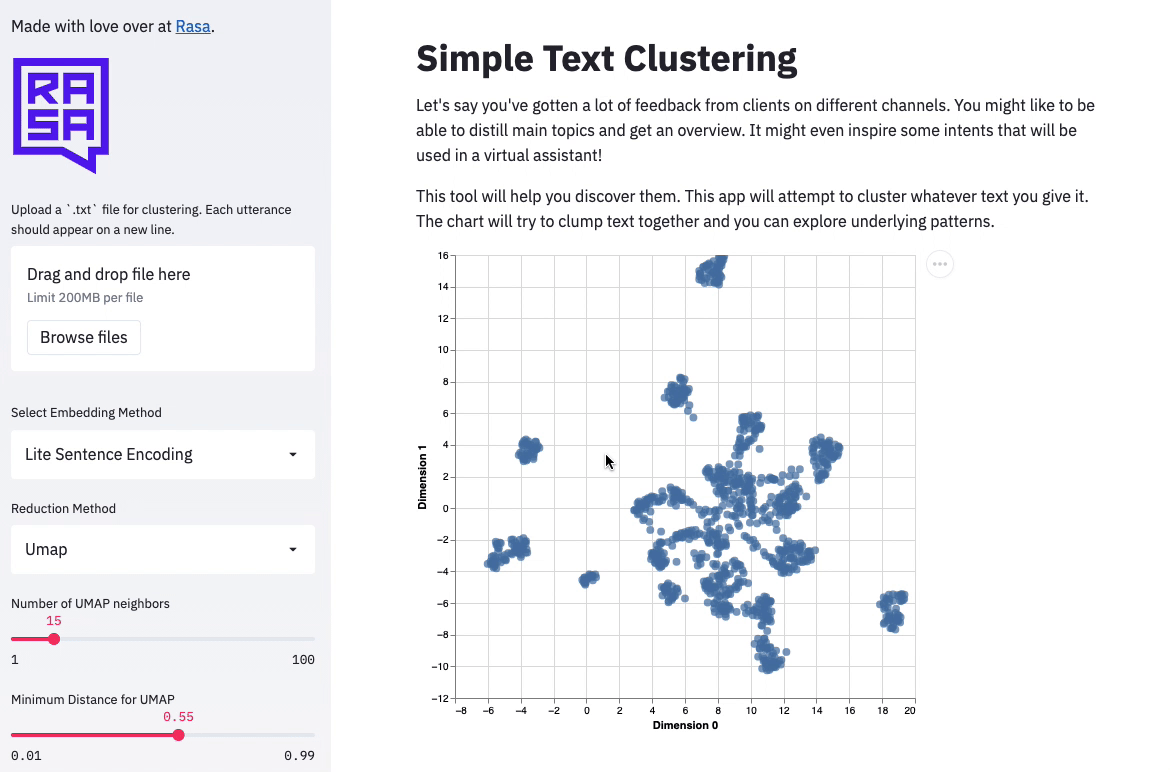 Made with love over at Rasa.
RA
SA
Upload a `.txt` file for clustering. Each utterance
should appear on a new line.
Drag and drop file here
Limit 200MB per file
Browse files
Select Embedding Method
Lite Sentence Encoding
Reduction Method
Umap
Number of UMAP neighbors
15
1 100
Minimum Distance for UMAP
0.55
0.01 0.99
Simple Text Clustering
Let's say you've gotten a lot of feedback from clients on different channels. You might like to be
able to distill main topics and get an overview. It might even inspire some intents that will be
used in a virtual assistant!
This tool will help you discover them. This app will attempt to cluster whatever text you give it.
The chart will try to clump text together and you can explore underlying patterns.
16
14
12
10
8
6
4
2
0
−2
−4
−6
−8
−10
−12
Dimension 1
−8 −6 −4 −2 0 2 4 6 8 10 12 14 16 18 20
Dimension 0